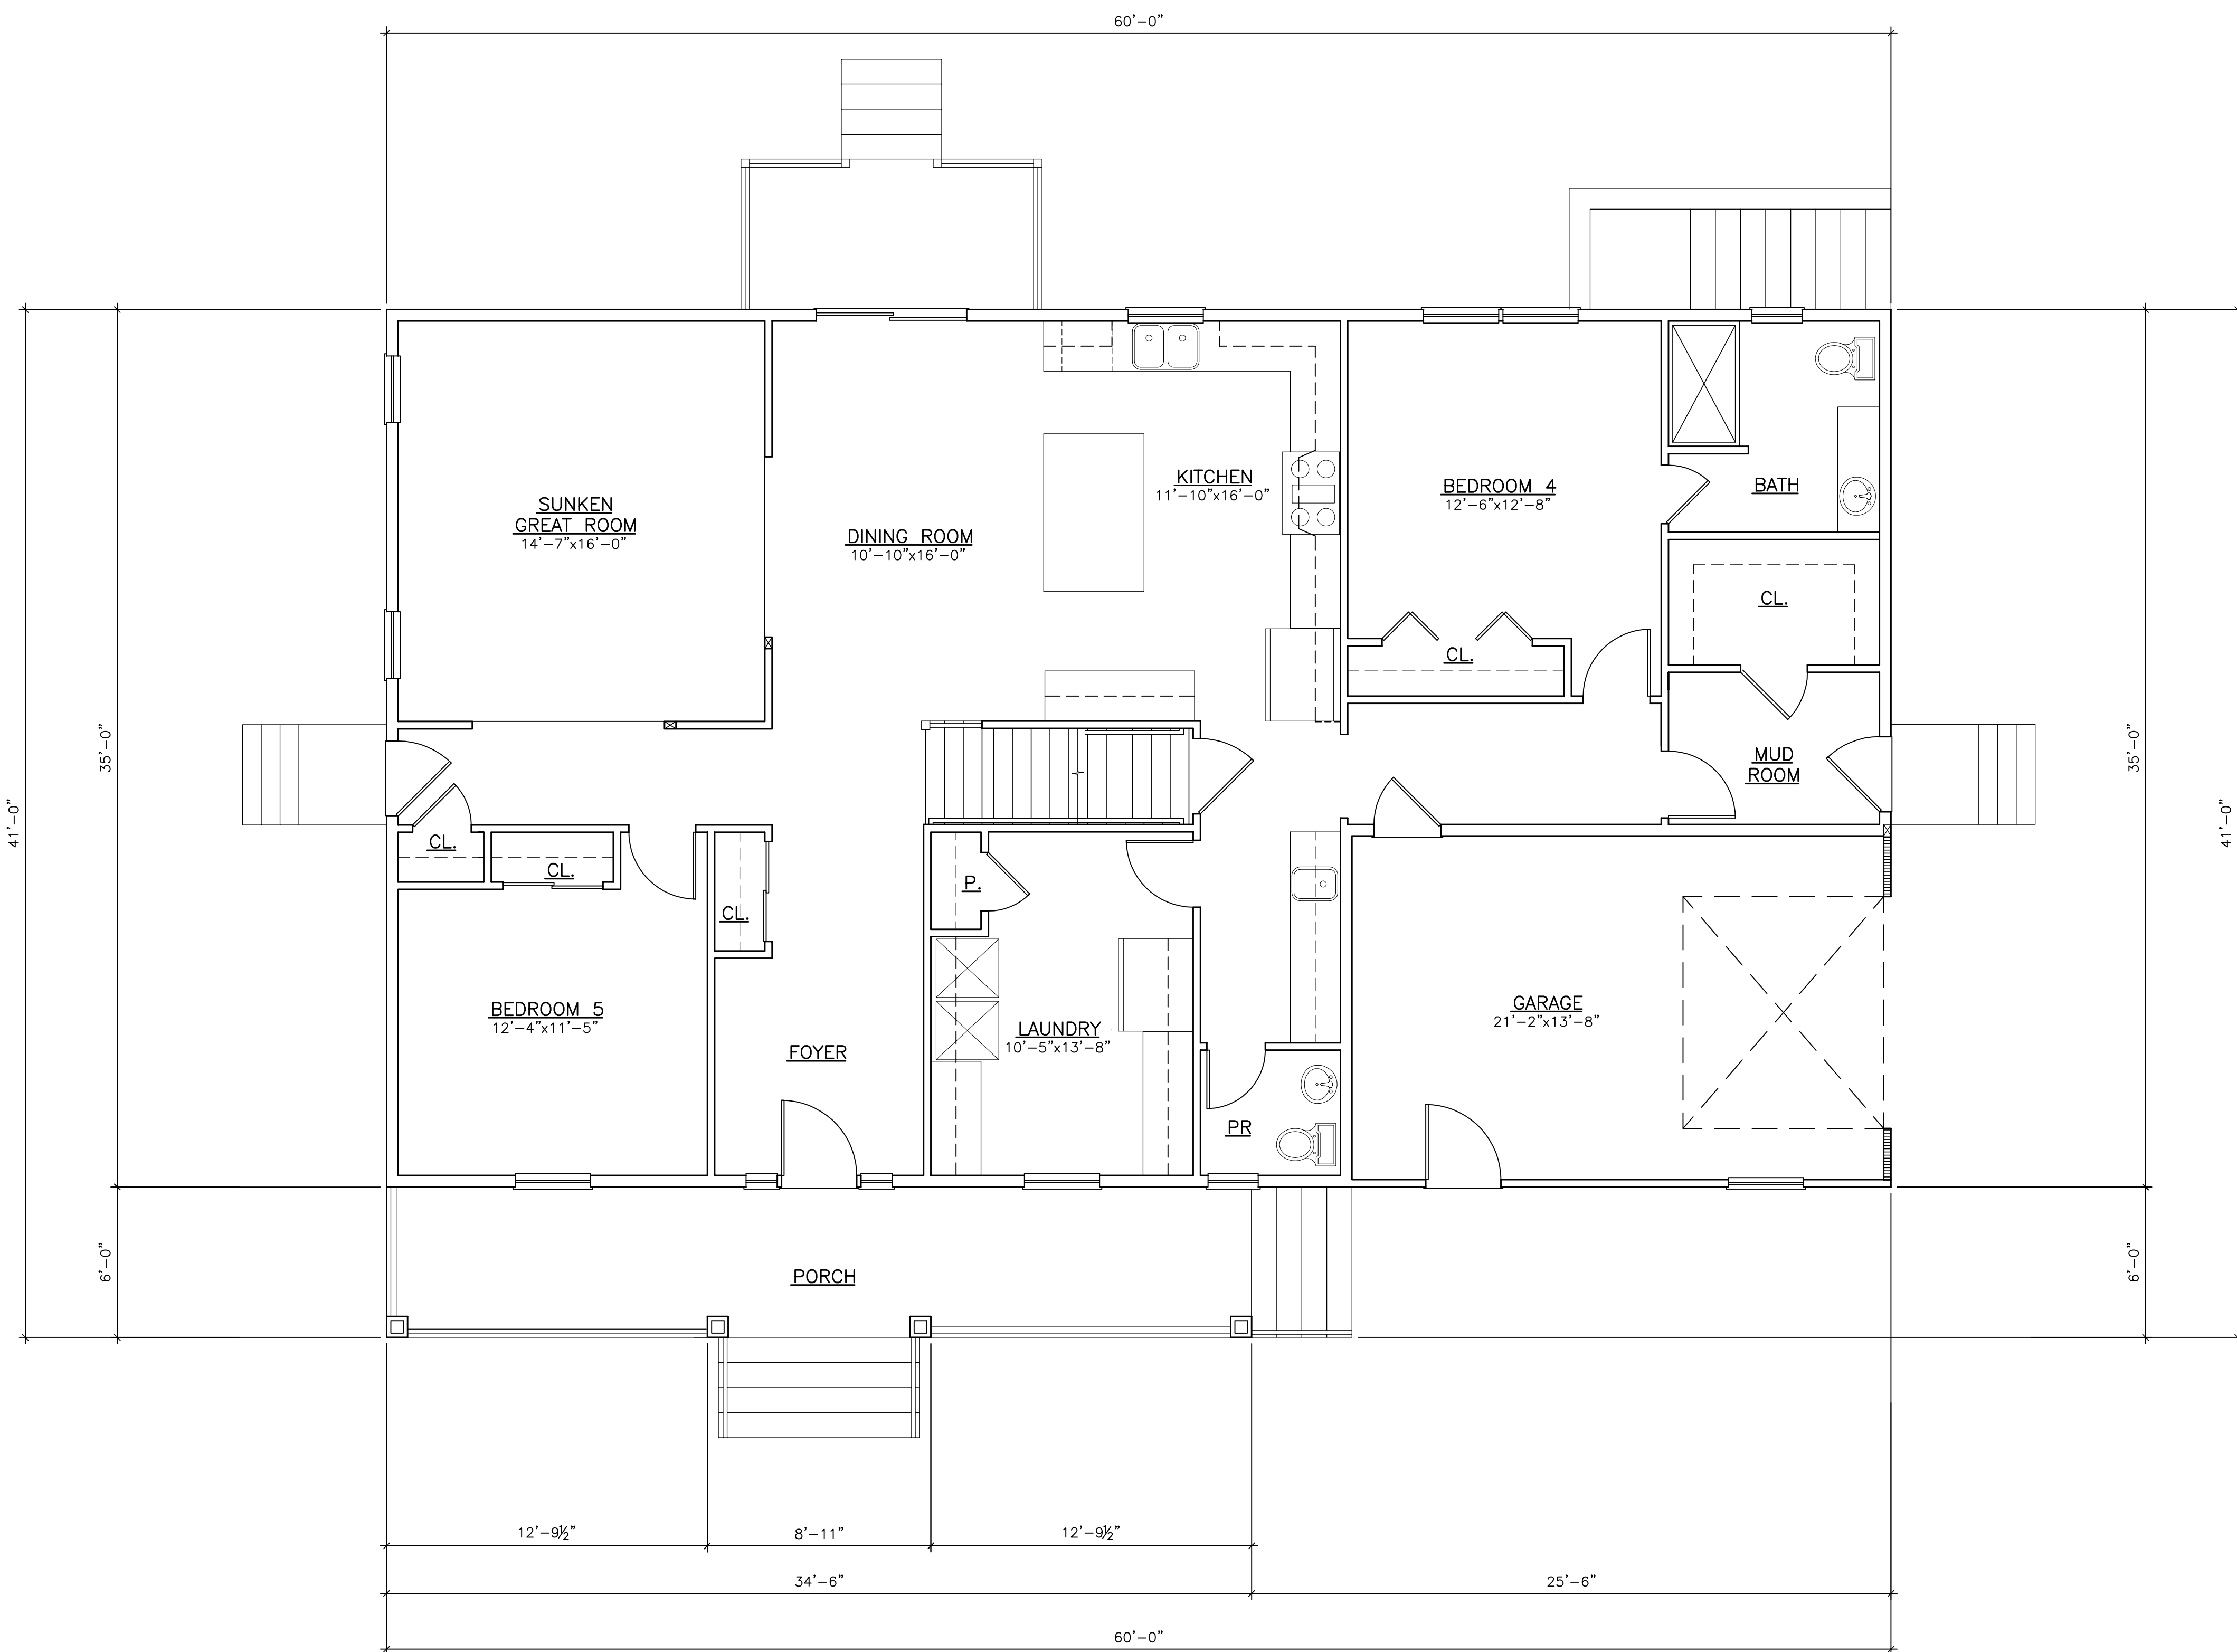 60'-0"
KITCHEN
11'-10"x16'-0"
BEDROOM 4
12'-6"x12'-8"
BATH
SUNKEN
GREAT ROOM
14'-7"x16'-0"
DINING ROOM
10'-10"x16'-0"
CL.
CL.
35'-0"
41'-0"
MUD
ROOM
35'-0"
41'-0"
CL.
CL.
P.
CL.
BEDROOM 5
12'-4"x11'-5"
FOYER
LAUNDRY
10'-5"x13'-8"
GARAGE
21'-2"x13'-8"
PR
6'-0"
PORCH
6'-0"
12'-9½"
8'-11"
12'-9½"
34'-6"
25'-6"
60'-0"